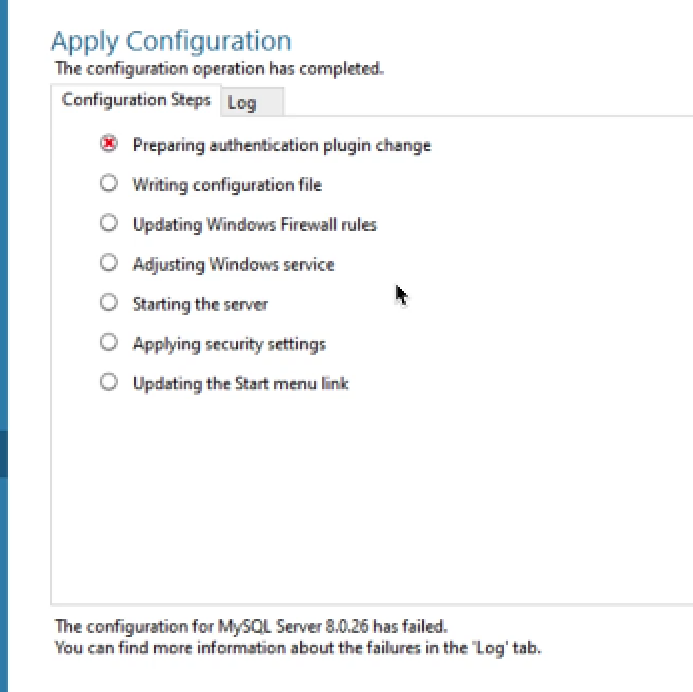 Apply Configuration
The configuration operation has completed.
Configuration Steps
Log
Preparing authentication plugin change
Writing configuration file
Updating Windows Firewall rules
Adjusting Windows service
Starting the server
Applying security settings
Updating the Start menu link
The configuration for MySQL Server 8.0.26 has failed.
You can find more information about the failures in the 'Log' tab.